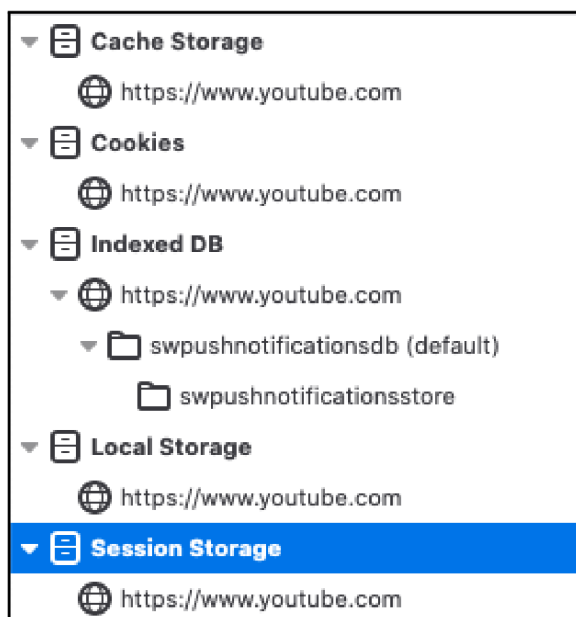 Cache Storage
https://www.youtube.com
Cookies
https://www.youtube.com
Indexed DB
https://www.youtube.com
swpushnotificationsdb (default)
swpushnotificationsstore
Local Storage
https://www.youtube.com
Session Storage
https://www.youtube.com